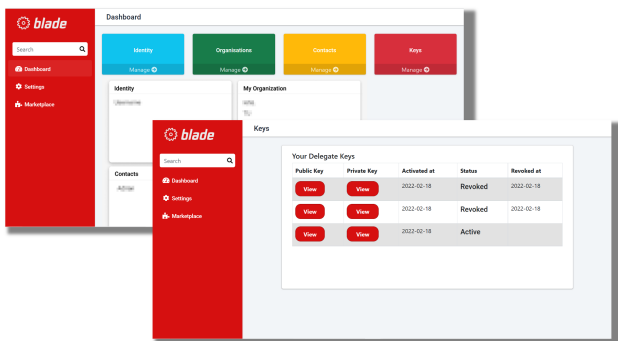 blade
Dashboard
Search
Dashboard
Settings
Marketplace
Identity
Manage
Organisations
Manage
Contacts
Manage
Keys
Manage
Identity
Username
My Organization
Contacts
blade
Keys
Search
Dashboard
Settings
Marketplace
Your Delegate Keys
Public Key Private Key Activated at Status Revoked at
View View 2022-02-18 Revoked 2022-02-18
View View 2022-02-18 Revoked 2022-02-18
View View 2022-02-18 Active